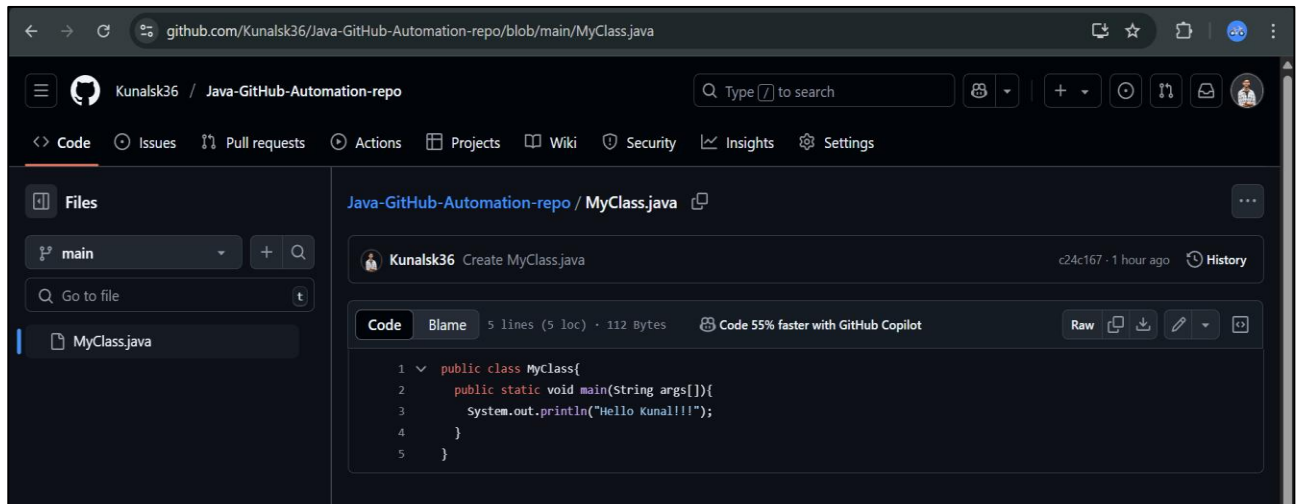 github.com/Kunalsk36/Java-GitHub-Automation-repo/blob/main/MyClass.java
Kunalsk36 / Java-GitHub-Automation-repo
Type / to search
Code Issues Pull requests Actions Projects Wiki Security Insights Settings
Files
Java-GitHub-Automation-repo / MyClass.java
main
Kunalsk36 Create MyClass.java c24c167 · 1 hour ago History
Go to file t
Code Blame 5 lines (5 loc) · 112 Bytes Code 55% faster with GitHub Copilot Raw
MyClass.java
1 public class MyClass{
2 public static void main(String args[]){
3 System.out.println("Hello Kunal!!!");
4 }
5 }